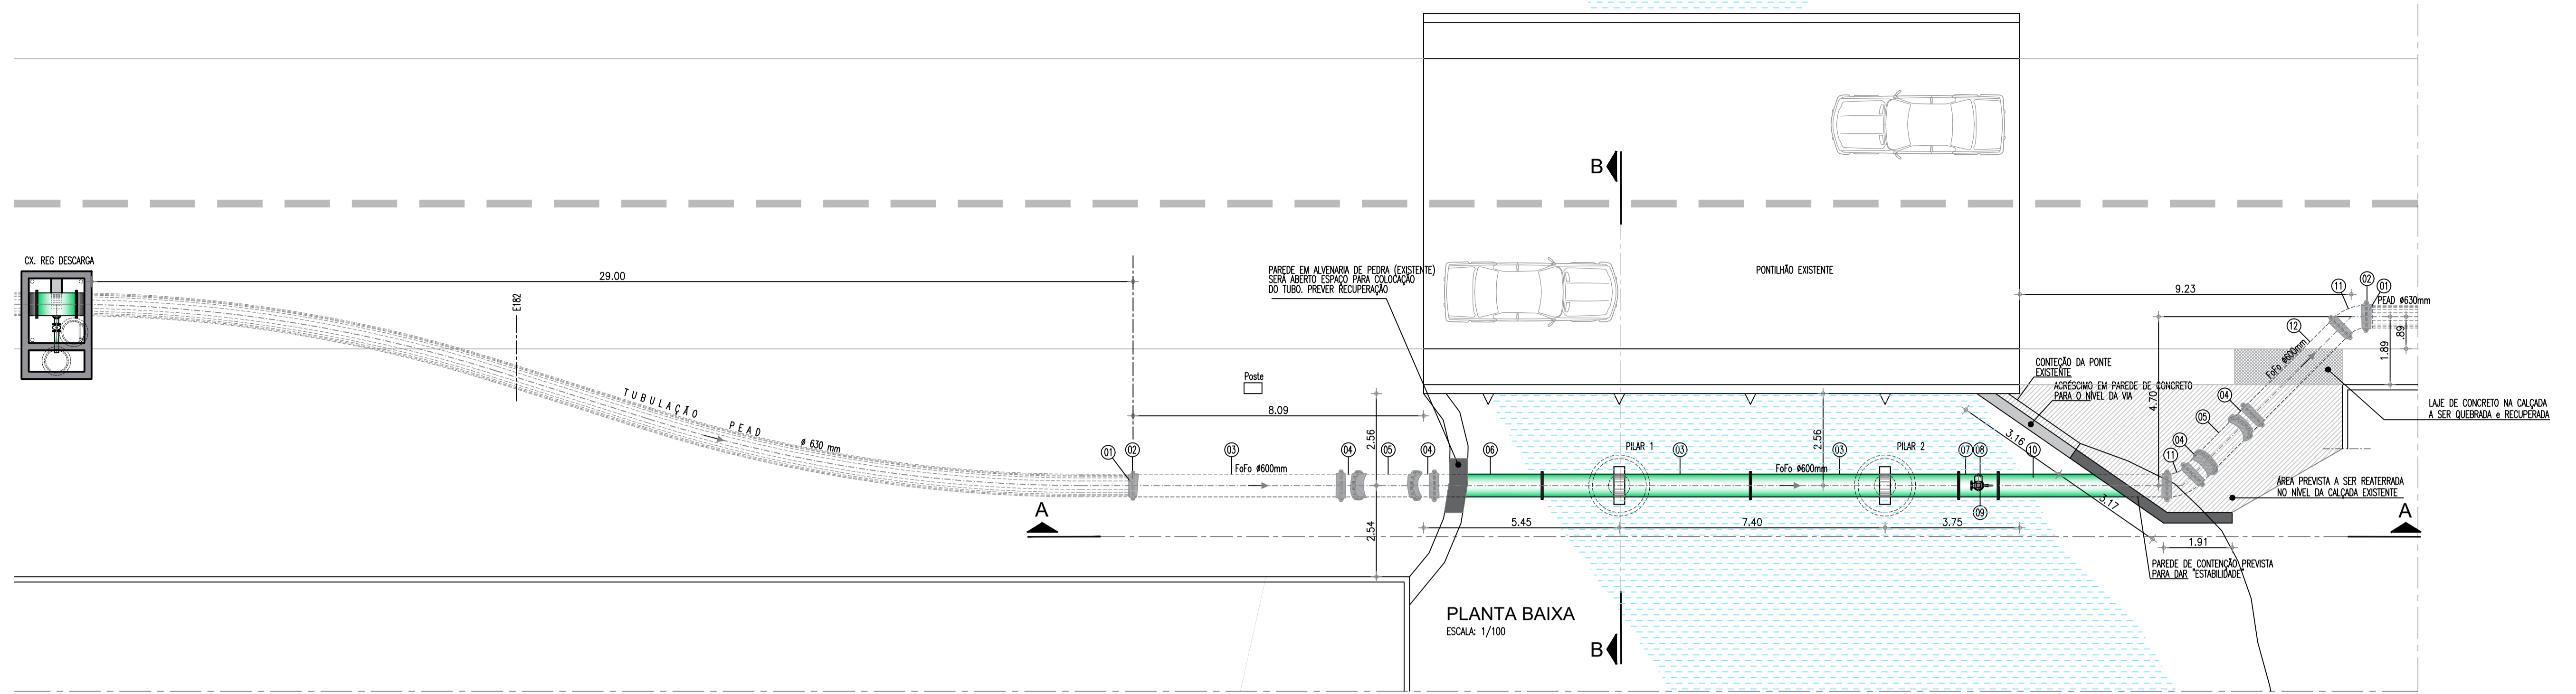 CX. REG DESCARGA
29.00
E182
TUBULAÇÃO
PEAD
ø 630 mm
01
02
8.09
Poste
03
FoFo ø600mm
04
05
04
2.56
2.54
A
PAREDE EM ALVENARIA DE PEDRA (EXISTENTE)
SERÁ ABERTO ESPAÇO PARA COLOCAÇÃO
DO TUBO. PREVER RECUPERAÇÃO
B
PONTILHÃO EXISTENTE
06
PILAR 1
03
FoFo ø600mm
2.56
03
PILAR 2
07
08
09
10
5.45
7.40
3.75
9.23
CONTEÇÃO DA PONTE
EXISTENTE
ACRÉSCIMO EM PAREDE DE CONCRETO
PARA O NÍVEL DA VIA
3.16
3.17
4.70
11
04
05
04
FoFo ø600mm
12
11
02
01
PEAD ø630mm
.89
1.89
LAJE DE CONCRETO NA CALÇADA
A SER QUEBRADA e RECUPERADA
ÁREA PREVISTA A SER REATERRADA
NO NÍVEL DA CALÇADA EXISTENTE
A
1.91
PAREDE DE CONTENÇÃO PREVISTA
PARA DAR "ESTABILIDADE"
PLANTA BAIXA
ESCALA: 1/100
B